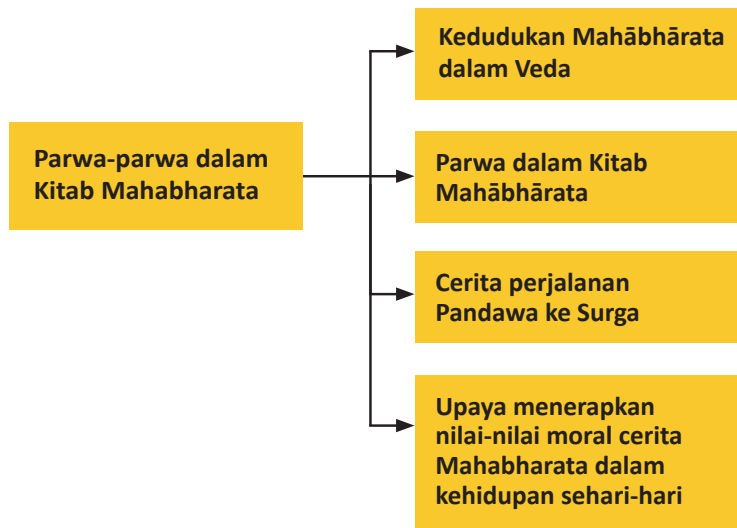 Parwa-parwa dalam
Kitab Mahabharata
Kedudukan Mahābhārata
dalam Veda
Parwa dalam Kitab
Mahābhārata
Cerita perjalanan
Pandawa ke Surga
Upaya menerapkan
nilai-nilai moral cerita
Mahabharata dalam
kehidupan sehari-hari